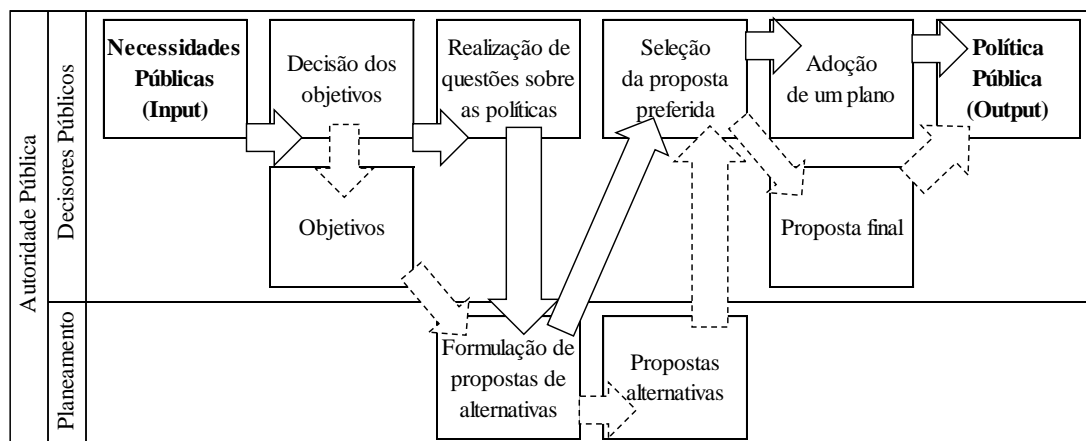 Autoridade Pública
Decisores Públicos
Necessidades
Públicas
(Input)
Decisão dos
objetivos
Realização de
questões sobre
as políticas
Seleção
da proposta
preferida
Adoção
de um plano
Política
Pública
(Output)
Objetivos
Proposta final
Planeamento
Formulação de
propostas de
alternativas
Propostas
alternativas